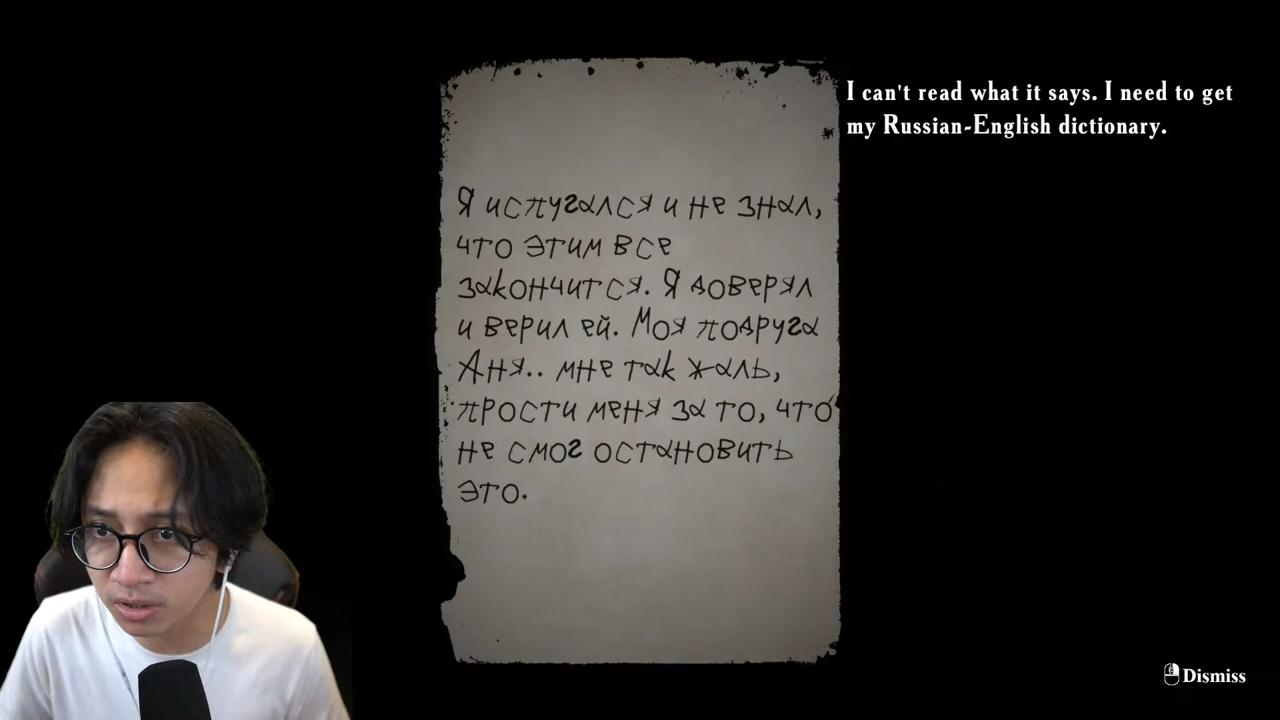 I can't read what it says. I need to get
my Russian-English dictionary.
Я испугался и не знал,
что этим все
закончится. Я доверял
и верил ей. Моя подруга
Аня.. мне так жаль,
прости меня за то, что
не смог остановить
это.
Dismiss